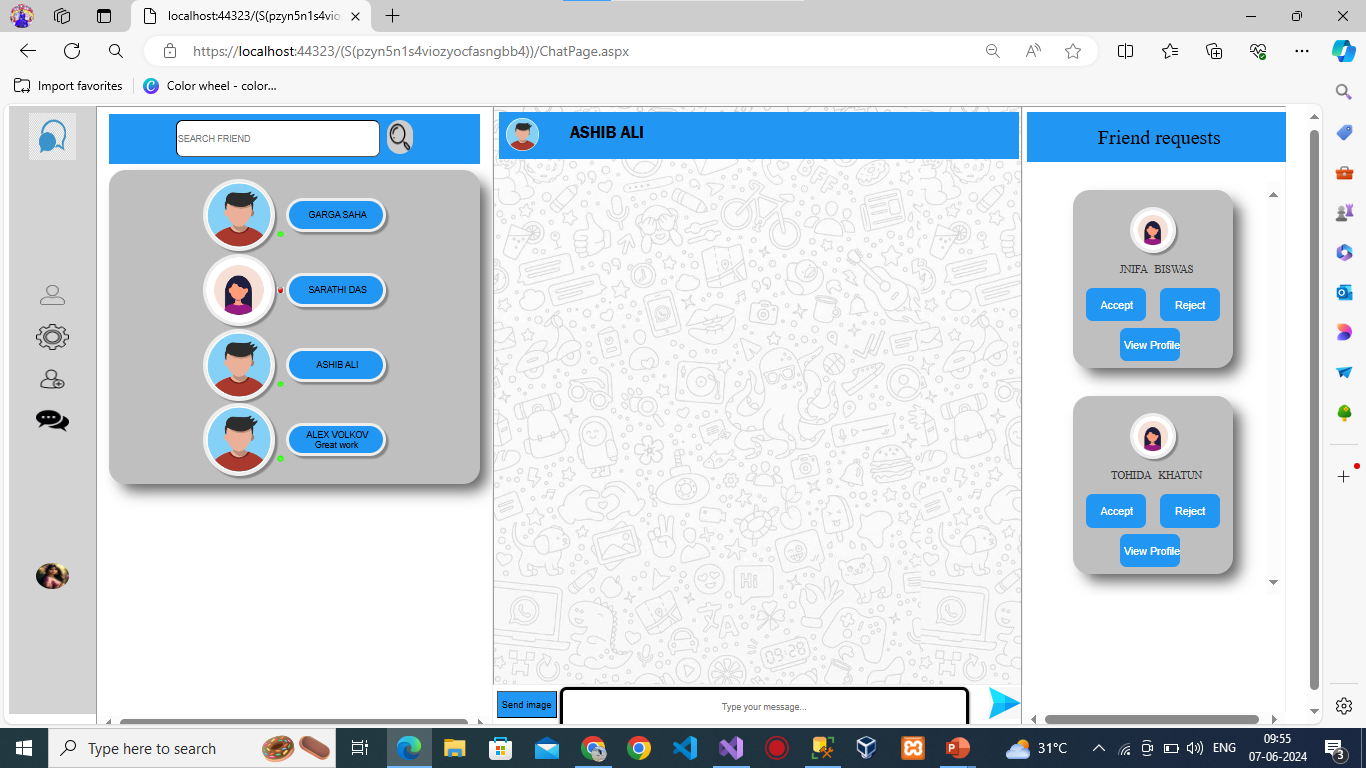 localhost:44323/(S(pzyn5n1s4vio
https://localhost:44323/(S(pzyn5n1s4viozyocfasngbb4))/ChatPage.aspx
Import favorites
Color wheel - color...
SEARCH FRIEND
GARGA SAHA
SARATHI DAS
ASHIB ALI
ALEX VOLKOV
Great work
ASHIB ALI
Hi
09:28
Send image
Type your message...
Friend requests
JNIFA BISWAS
Accept
Reject
View Profile
TOHIDA KHATUN
Accept
Reject
View Profile
Type here to search
31°C
ENG
09:55
07-06-2024
3